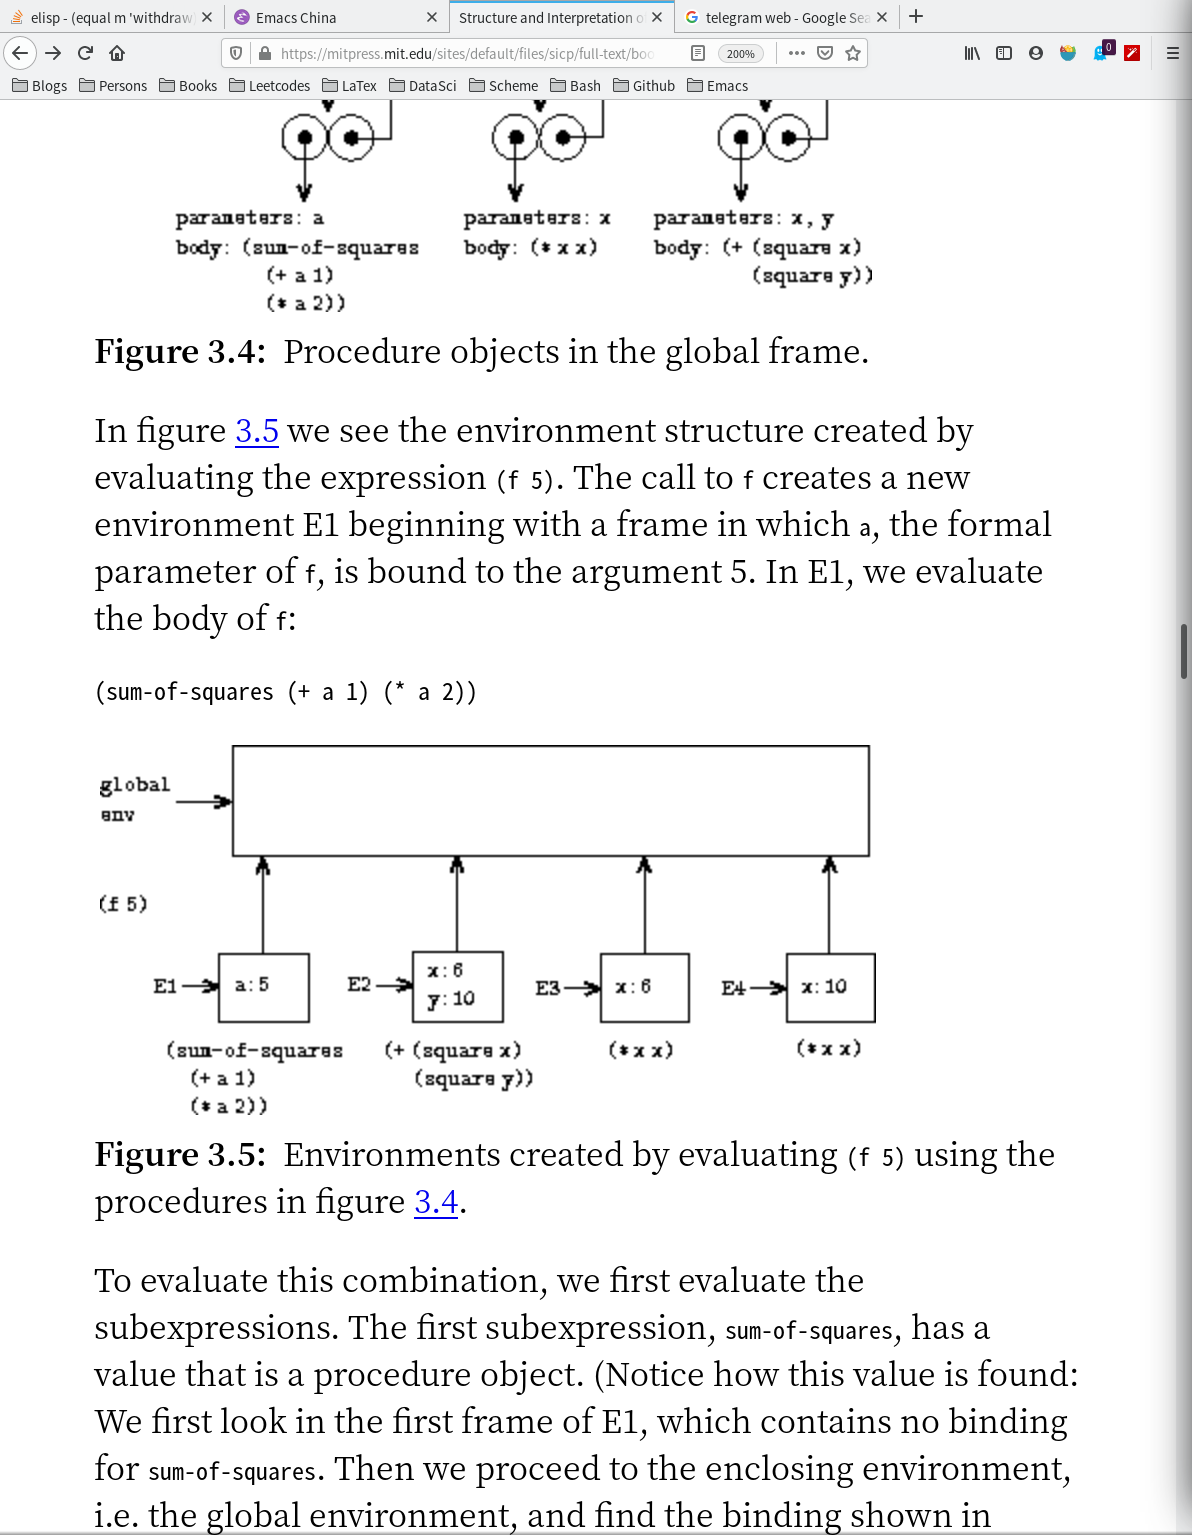 elisp - (equal m 'withdraw
Emacs China
Structure and Interpretation o
telegram web - Google Sea
https://mitpress.mit.edu/sites/default/files/sicp/full-text/boo
200%
0
Blogs Persons Books Leetcodes LaTex DataSci Scheme Bash Github Emacs
parameters: a
body: (sum-of-squares
(+ a 1)
(* a 2))
parameters: x
body: (* x x)
parameters: x, y
body: (+ (square x)
(square y))
Figure 3.4: Procedure objects in the global frame.
In figure 3.5 we see the environment structure created by
evaluating the expression (f 5). The call to f creates a new
environment E1 beginning with a frame in which a, the formal
parameter of f, is bound to the argument 5. In E1, we evaluate
the body of f:
(sum-of-squares (+ a 1) (* a 2))
global
env
(f 5)
E1
a: 5
E2
x: 6
y: 10
E3
x: 6
E4
x: 10
(sum-of-squares
(+ a 1)
(* a 2))
(+ (square x)
(square y))
(* x x)
(* x x)
Figure 3.5: Environments created by evaluating (f 5) using the
procedures in figure 3.4.
To evaluate this combination, we first evaluate the
subexpressions. The first subexpression, sum-of-squares, has a
value that is a procedure object. (Notice how this value is found:
We first look in the first frame of E1, which contains no binding
for sum-of-squares. Then we proceed to the enclosing environment,
i.e. the global environment, and find the binding shown in